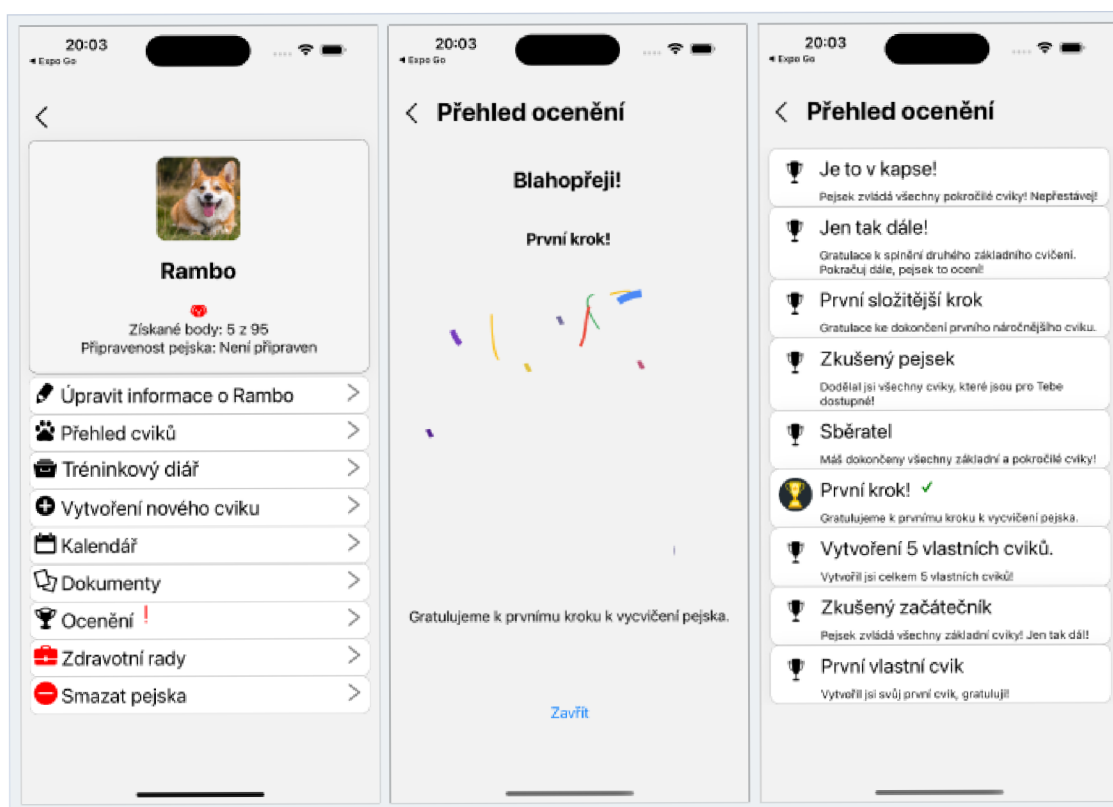 20:03
◀ Expo Go
Rambo
Získané body: 5 z 95
Připravenost pejska: Není připraven
Úpravit informace o Rambo
Přehled cviků
Tréninkový diář
Vytvoření nového cviku
Kalendář
Dokumenty
Ocenění
Zdravotní rady
Smazat pejska
20:03
◀ Expo Go
Přehled ocenění
Blahopřeji!
První krok!
Gratulujeme k prvnímu kroku k vycvičení pejska.
Zavřít
20:03
◀ Expo Go
Přehled ocenění
Je to v kapse!
Pejsek zvládá všechny pokročilé cviky! Nepřestávej!
Jen tak dále!
Gratulace k splnění druhého základního cvičení.
Pokračuj dále, pejsek to ocení!
První složitější krok
Gratulace ke dokončení prvního náročnějšího cviku.
Zkušený pejsek
Dodělal jsi všechny cviky, které jsou pro Tebe
dostupné!
Sběratel
Máš dokončeny všechny základní a pokročilé cviky!
První krok!
Gratulujeme k prvnímu kroku k vycvičení pejska.
Vytvoření 5 vlastních cviků.
Vytvořil jsi celkem 5 vlastních cviků!
Zkušený začátečník
Pejsek zvládá všechny základní cviky! Jen tak dál!
První vlastní cvik
Vytvořil jsi svůj první cvik, gratuluji!